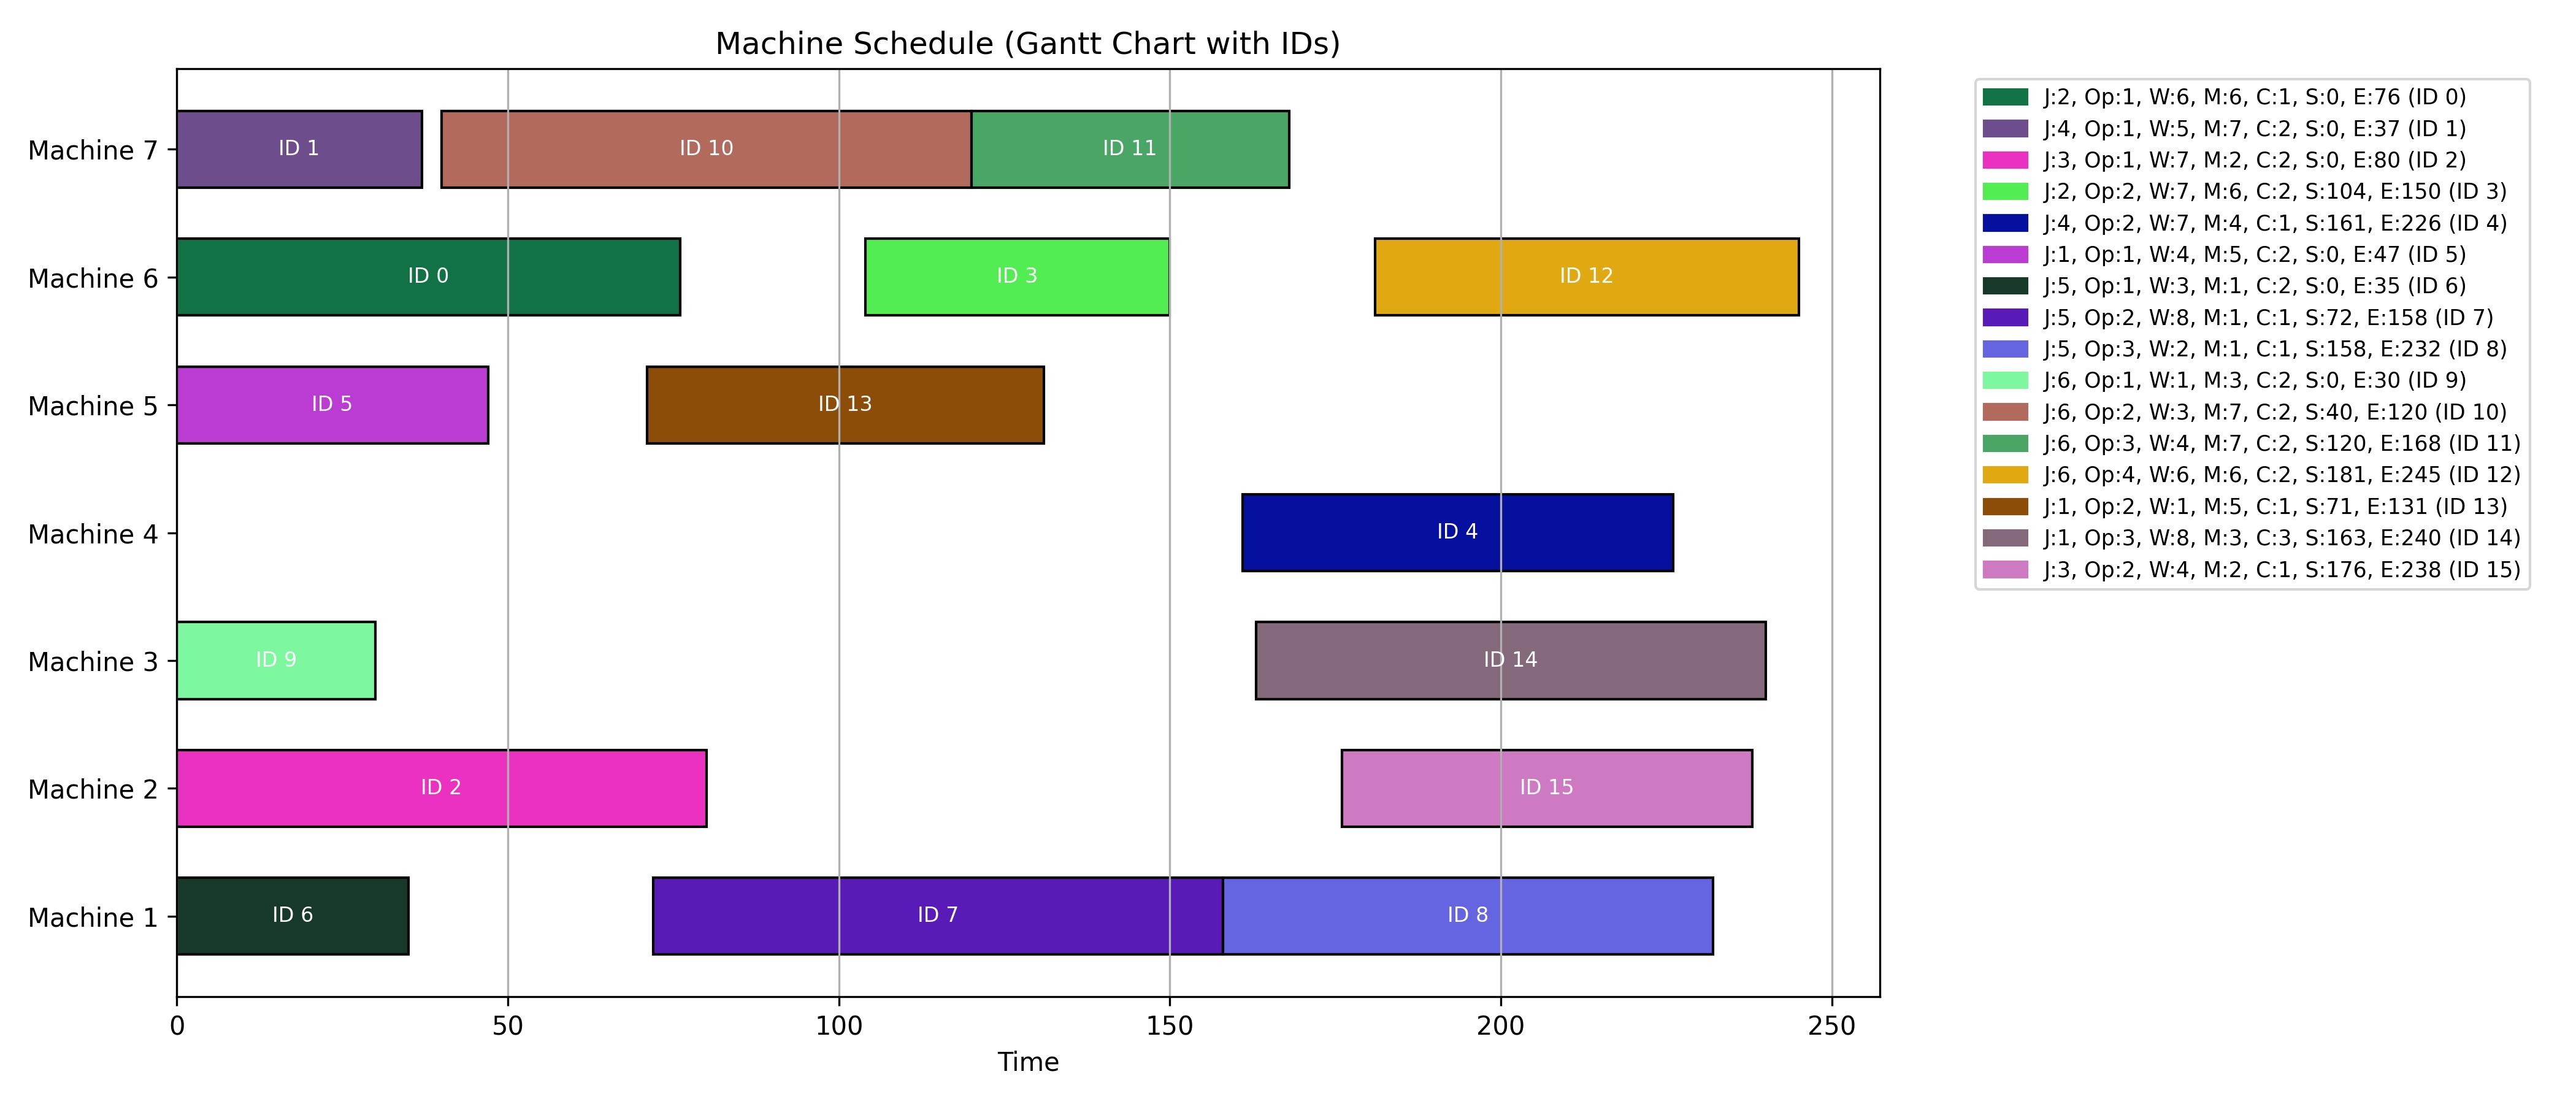 Machine Schedule (Gantt Chart with IDs)
Machine 7
ID 1
ID 10
ID 11
Machine 6
ID 0
ID 3
ID 12
Machine 5
ID 5
ID 13
Machine 4
ID 4
Machine 3
ID 9
ID 14
Machine 2
ID 2
ID 15
Machine 1
ID 6
ID 7
ID 8
0 50 100 150 200 250
Time
J:2, Op:1, W:6, M:6, C:1, S:0, E:76 (ID 0)
J:4, Op:1, W:5, M:7, C:2, S:0, E:37 (ID 1)
J:3, Op:1, W:7, M:2, C:2, S:0, E:80 (ID 2)
J:2, Op:2, W:7, M:6, C:2, S:104, E:150 (ID 3)
J:4, Op:2, W:7, M:4, C:1, S:161, E:226 (ID 4)
J:1, Op:1, W:4, M:5, C:2, S:0, E:47 (ID 5)
J:5, Op:1, W:3, M:1, C:2, S:0, E:35 (ID 6)
J:5, Op:2, W:8, M:1, C:1, S:72, E:158 (ID 7)
J:5, Op:3, W:2, M:1, C:1, S:158, E:232 (ID 8)
J:6, Op:1, W:1, M:3, C:2, S:0, E:30 (ID 9)
J:6, Op:2, W:3, M:7, C:2, S:40, E:120 (ID 10)
J:6, Op:3, W:4, M:7, C:2, S:120, E:168 (ID 11)
J:6, Op:4, W:6, M:6, C:2, S:181, E:245 (ID 12)
J:1, Op:2, W:1, M:5, C:1, S:71, E:131 (ID 13)
J:1, Op:3, W:8, M:3, C:3, S:163, E:240 (ID 14)
J:3, Op:2, W:4, M:2, C:1, S:176, E:238 (ID 15)